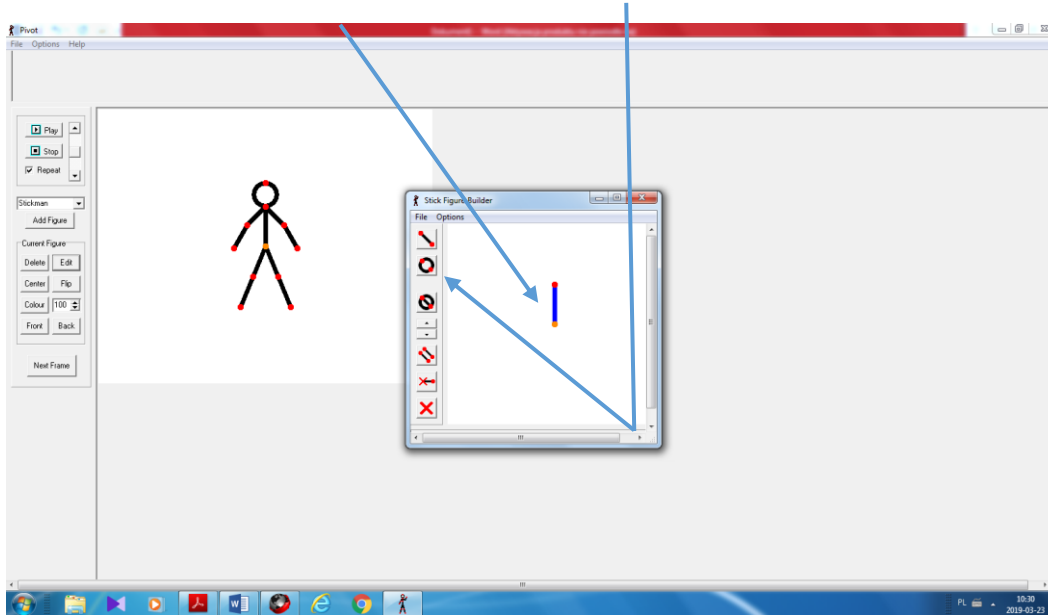 Pivot
File Options Help
Play
Stop
Repeat
Stickman
Add Figure
Current Figure
Delete Edit
Center Flip
Colour 100
Front Back
Next Frame
Stick Figure Builder
File Options
PL
10:30
2019-03-23